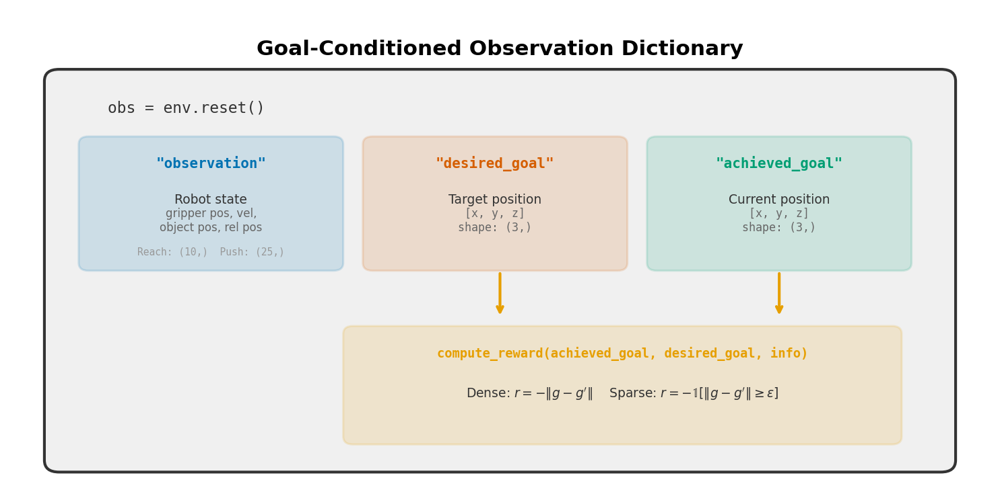 Goal-Conditioned Observation Dictionary
obs = env.reset()
"observation"
Robot state
gripper pos, vel,
object pos, rel pos
Reach: (10,)  Push: (25,)
"desired_goal"
Target position
[x, y, z]
shape: (3,)
"achieved_goal"
Current position
[x, y, z]
shape: (3,)
compute_reward(achieved_goal, desired_goal, info)
Dense: r = −‖g − g′‖    Sparse: r = −𝟙[‖g − g′‖ ≥ ε]